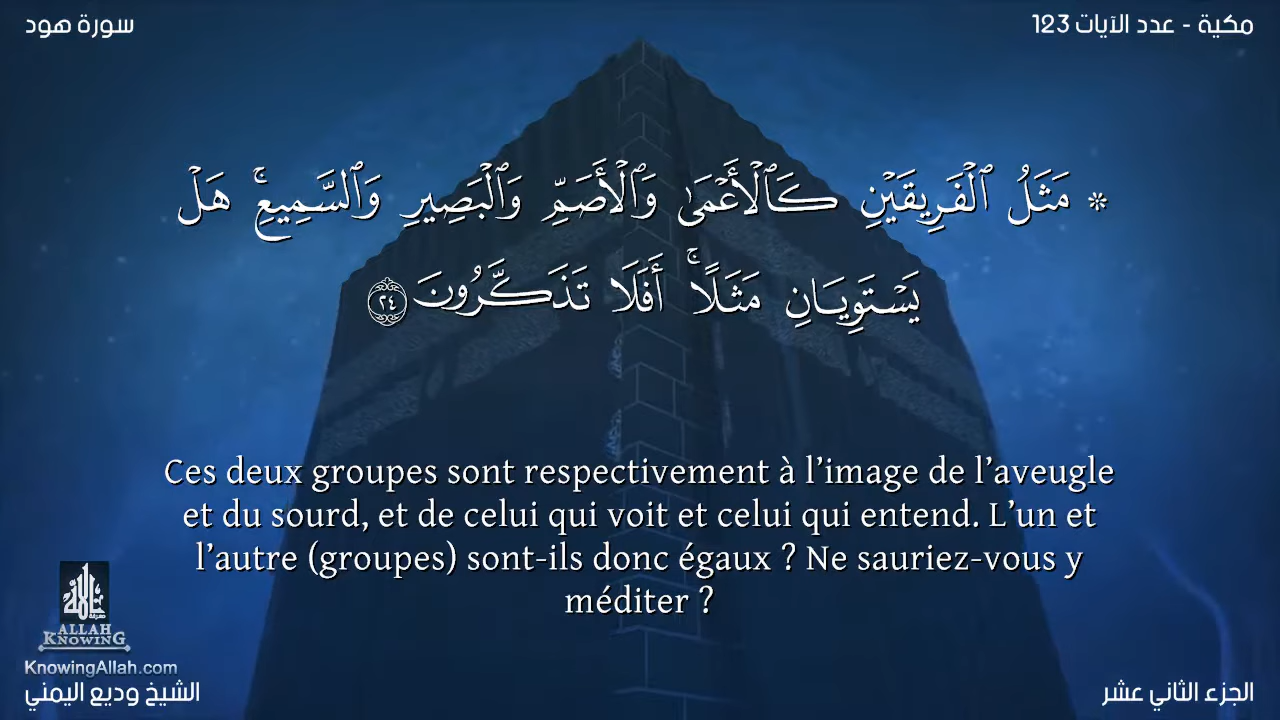 سورة هود
مكية - عدد الآيات 123
۞ مَثَلُ ٱلْفَرِيقَيْنِ كَٱلْأَعْمَىٰ وَٱلْأَصَمِّ وَٱلْبَصِيرِ وَٱلسَّمِيعِ ۚ هَلْ
يَسْتَوِيَانِ مَثَلًا ۚ أَفَلَا تَذَكَّرُونَ ٢٤
Ces deux groupes sont respectivement à l’image de l’aveugle
et du sourd, et de celui qui voit et celui qui entend. L’un et
l’autre (groupes) sont-ils donc égaux ? Ne sauriez-vous y
méditer ?
ALLAH
KNOWING
KnowingAllah.com
الشيخ وديع اليمني
الجزء الثاني عشر